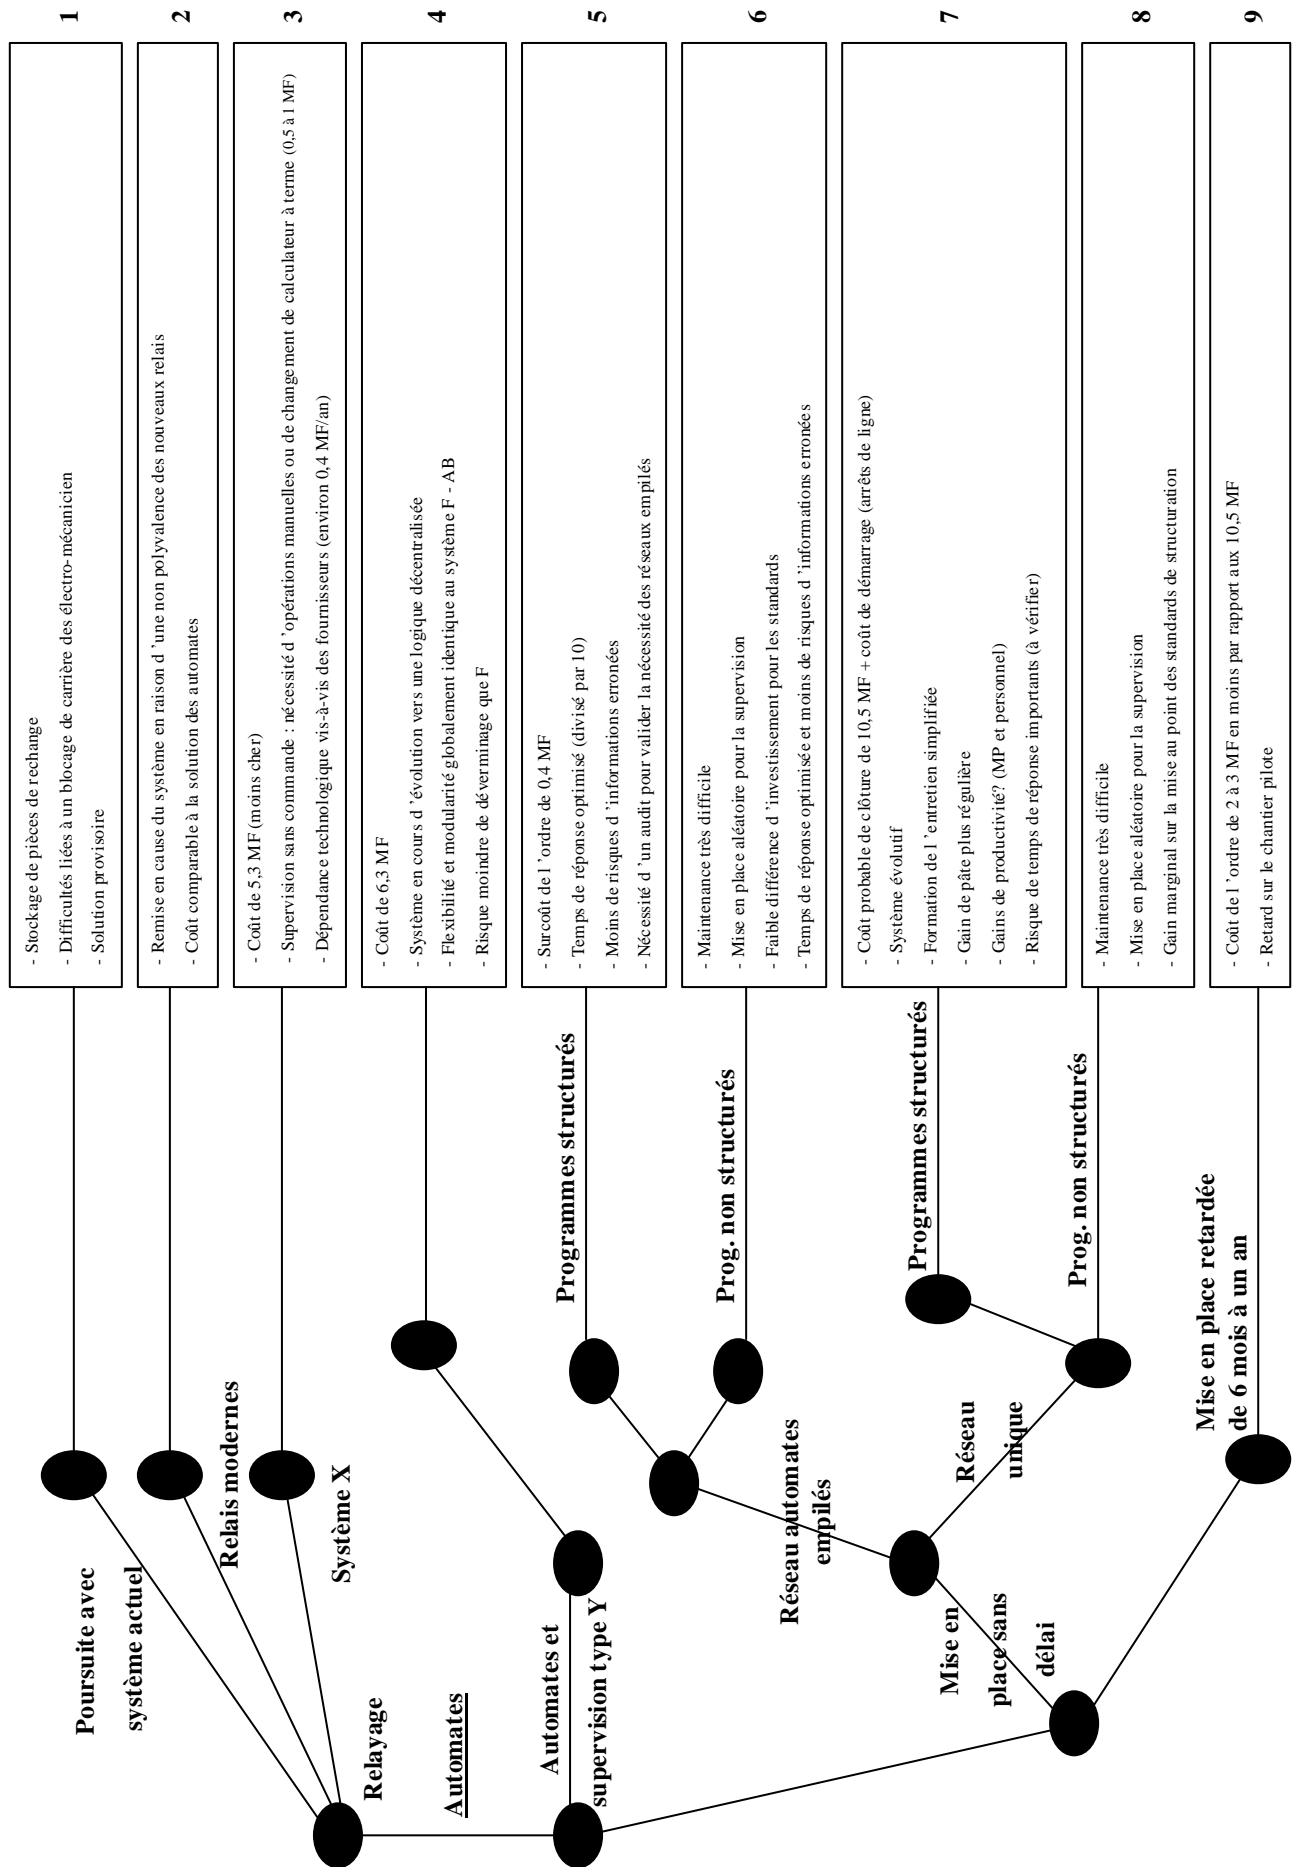 Poursuite avec
système actuel
Relais modernes
Système X
Relayage
Automates
Automates et
supervision type Y
Réseau automates
empilés
Mise en
place sans
délai
Réseau
unique
Programmes structurés
Prog. non structurés
Programmes structurés
Prog. non structurés
Mise en place retardée
de 6 mois à un an
- Stockage de pièces de rechange
- Difficultés liées à un blocage de carrière des électro-mécanicien
- Solution provisoire
1
- Remise en cause du système en raison d'une non polyvalence des nouveaux relais
- Coût comparable à la solution des automates
2
- Coût de 5,3 MF (moins cher)
- Supervision sans commande : nécessité d'opérations manuelles ou de changement de calculateur à terme (0,5 à 1 MF)
- Dépendance technologique vis-à-vis des fournisseurs (environ 0,4 MF/an)
3
- Coût de 6,3 MF
- Système en cours d'évolution vers une logique décentralisée
- Flexibilité et modularité globalement identique au système F - AB
- Risque moindre de déverminage que F
4
- Surcoût de l'ordre de 0,4 MF
- Temps de réponse optimisé (divisé par 10)
- Moins de risques d'informations erronées
- Nécessité d'un audit pour valider la nécessité des réseaux empilés
5
- Maintenance très difficile
- Mise en place aléatoire pour la supervision
- Faible différence d'investissement pour les standards
- Temps de réponse optimisée et moins de risques d'informations erronées
6
- Coût probable de clôture de 10,5 MF + coût de démarrage (arrêts de ligne)
- Système évolutif
- Formation de l'entretien simplifiée
- Gain de pâte plus régulière
- Gains de productivité? (MP et personnel)
- Risque de temps de réponse importants (à vérifier)
7
- Maintenance très difficile
- Mise en place aléatoire pour la supervision
- Gain marginal sur la mise au point des standards de structuration
8
- Coût de l'ordre de 2 à 3 MF en moins par rapport aux 10,5 MF
- Retard sur le chantier pilote
9